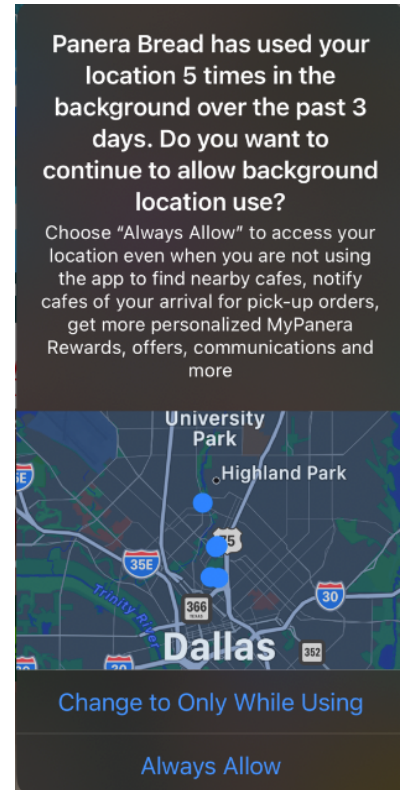 Panera Bread has used your
location 5 times in the
background over the past 3
days. Do you want to
continue to allow background
location use?
Choose “Always Allow” to access your
location even when you are not using
the app to find nearby cafes, notify
cafes of your arrival for pick-up orders,
get more personalized MyPanera
Rewards, offers, communications and
more
University
Park
Highland Park
5E
75
35E
Trinity River
366
TEXAS
30
Dallas
352
30
Change to Only While Using
Always Allow